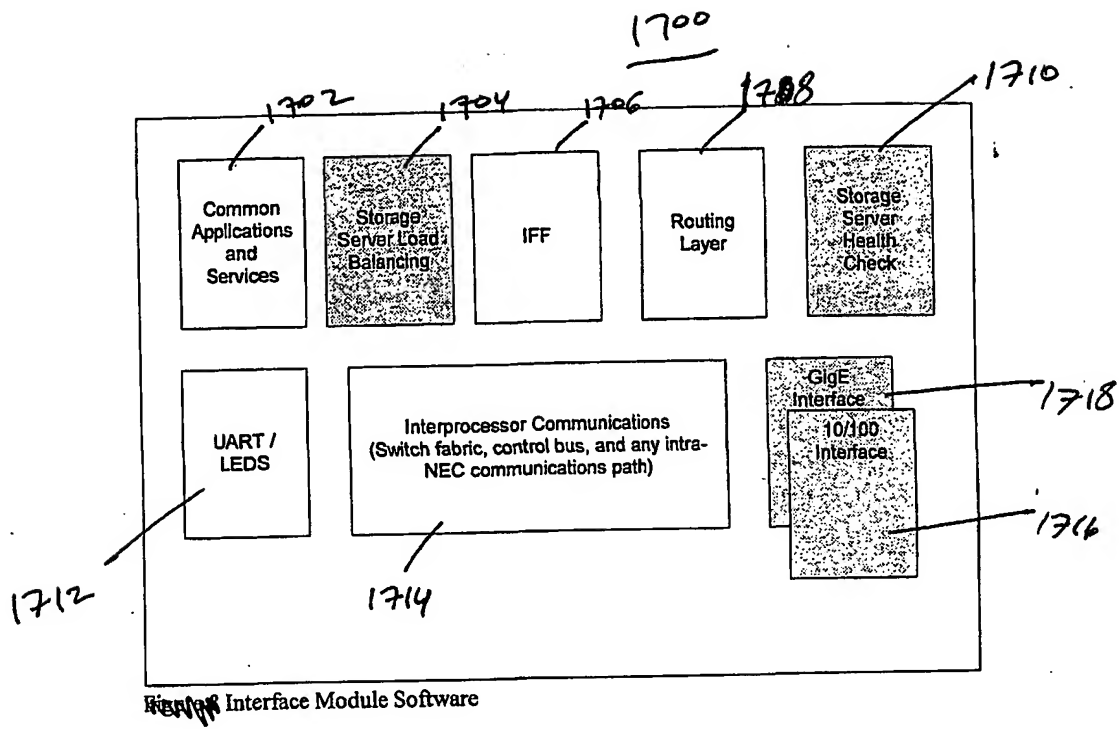 1700
1702
1704
1706
1708
1710
Common
Applications
and
Services
Storage
Server Load
Balancing
IFF
Routing
Layer
Storage
Server
Health
Check
UART /
LEDS
Interprocessor Communications
(Switch fabric, control bus, and any intra-
NEC communications path)
GigE
Interface
10/100
Interface
1718
1716
1712
1714
Interface Module Software